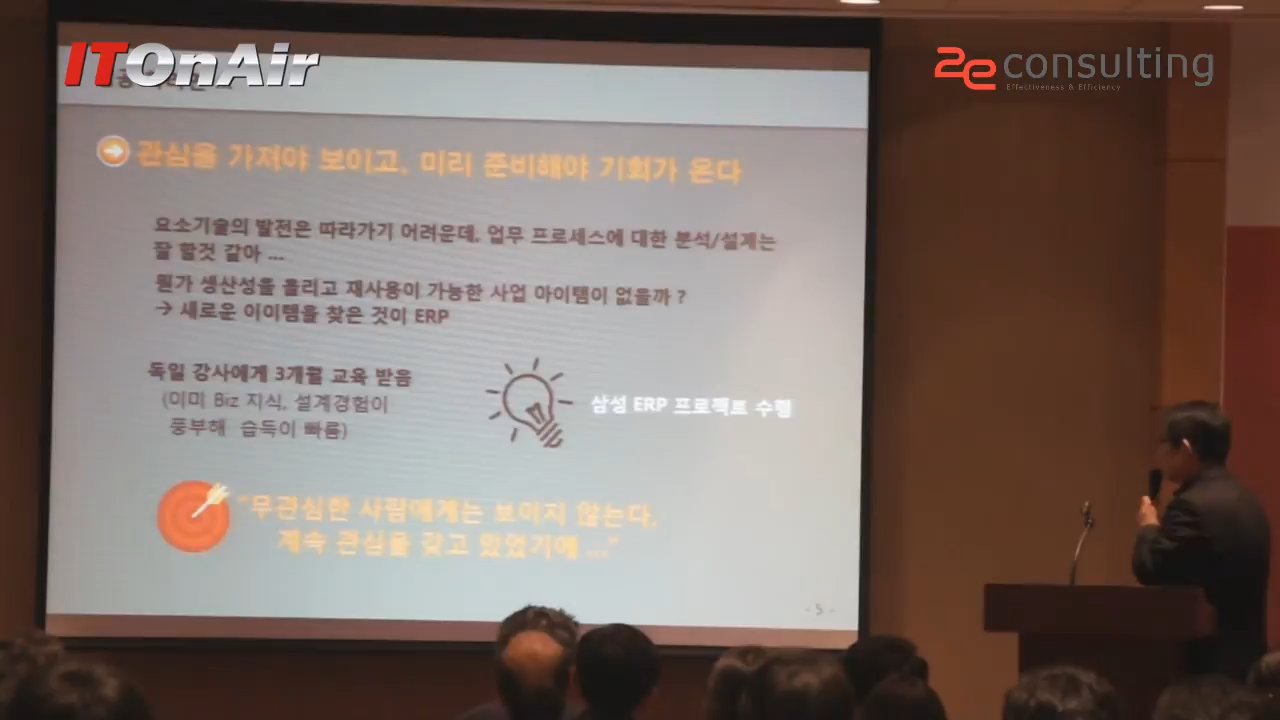 ITOnAir
2e consulting
Effectiveness & Efficiency
관심을 가져야 보이고, 미리 준비해야 기회가 온다
요소기술의 발전은 따라가기 어려운데, 업무 프로세스에 대한 분석/설계는
잘 할것 같아 ...
뭔가 생산성을 올리고 재사용이 가능한 사업 아이템이 없을까 ?
→ 새로운 이이템을 찾은 것이 ERP
독일 강사에게 3개월 교육 받음
(이미 Biz 지식, 설계경험이
풍부해 습득이 빠름)
삼성 ERP 프로젝트 수행
"무관심한 사람에게는 보이지 않는다,
계속 관심을 갖고 있었기에 ..."
- 5 -